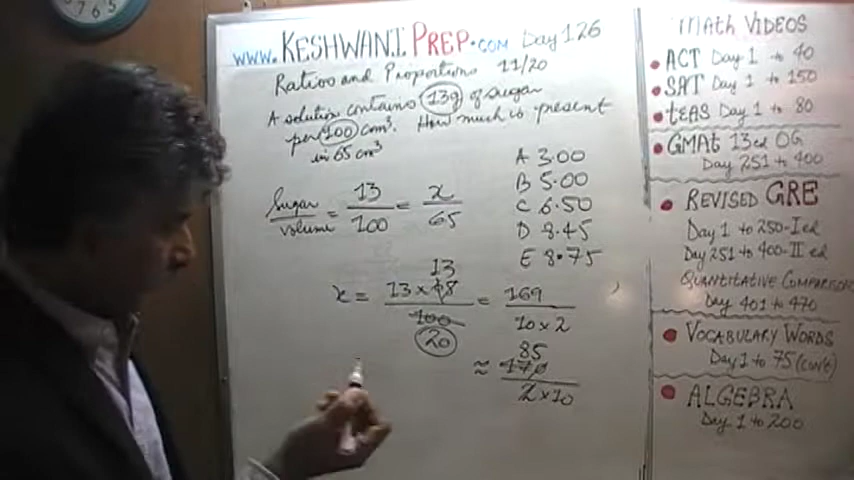 www.KESHWANIPREP.com Day 126
Ratios and Proportions 11/20
A solution contains 13g of sugar
per 100 cm³. How much is present
in 65 cm³
A 3.00
B 5.00
C 6.50
D 8.45
E 8.75
Sugar/volume = 13/100 = x/65
13
x = 13 × / 100 = 169 / 10 × 2
20
85
≈ 170 / 2 × 10
MATH VIDEOS
ACT Day 1 to 40
SAT Day 1 to 150
tEAS Day 1 to 80
GMAt 13ed OG
Day 251 to 400
REVISED GRE
Day 1 to 250-I ed
Day 251 to 400-II ed
QUANTITATIVE COMPARISON
Day 401 to 470
VOCABULARY WORDS
Day 1 to 75 (cont)
ALGEBRA
Day 1 to 200
7 6 5